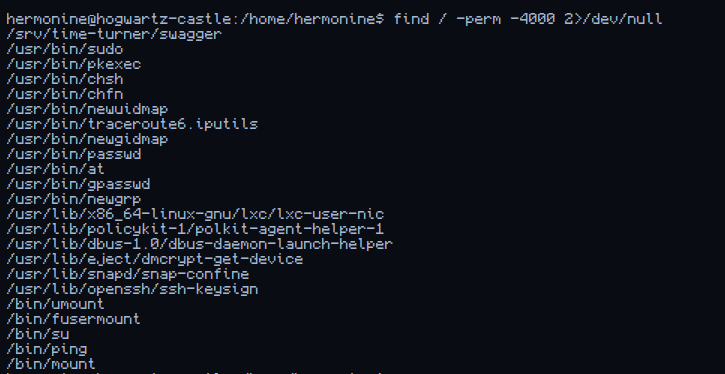 hermonine@hogwartz-castle:/home/hermonine$ find / -perm -4000 2>/dev/null
/srv/time-turner/swagger
/usr/bin/sudo
/usr/bin/pkexec
/usr/bin/chsh
/usr/bin/chfn
/usr/bin/newuidmap
/usr/bin/traceroute6.iputils
/usr/bin/newgidmap
/usr/bin/passwd
/usr/bin/at
/usr/bin/gpasswd
/usr/bin/newgrp
/usr/lib/x86_64-linux-gnu/lxc/lxc-user-nic
/usr/lib/policykit-1/polkit-agent-helper-1
/usr/lib/dbus-1.0/dbus-daemon-launch-helper
/usr/lib/eject/dmcrypt-get-device
/usr/lib/snapd/snap-confine
/usr/lib/openssh/ssh-keysign
/bin/umount
/bin/fusermount
/bin/su
/bin/ping
/bin/mount